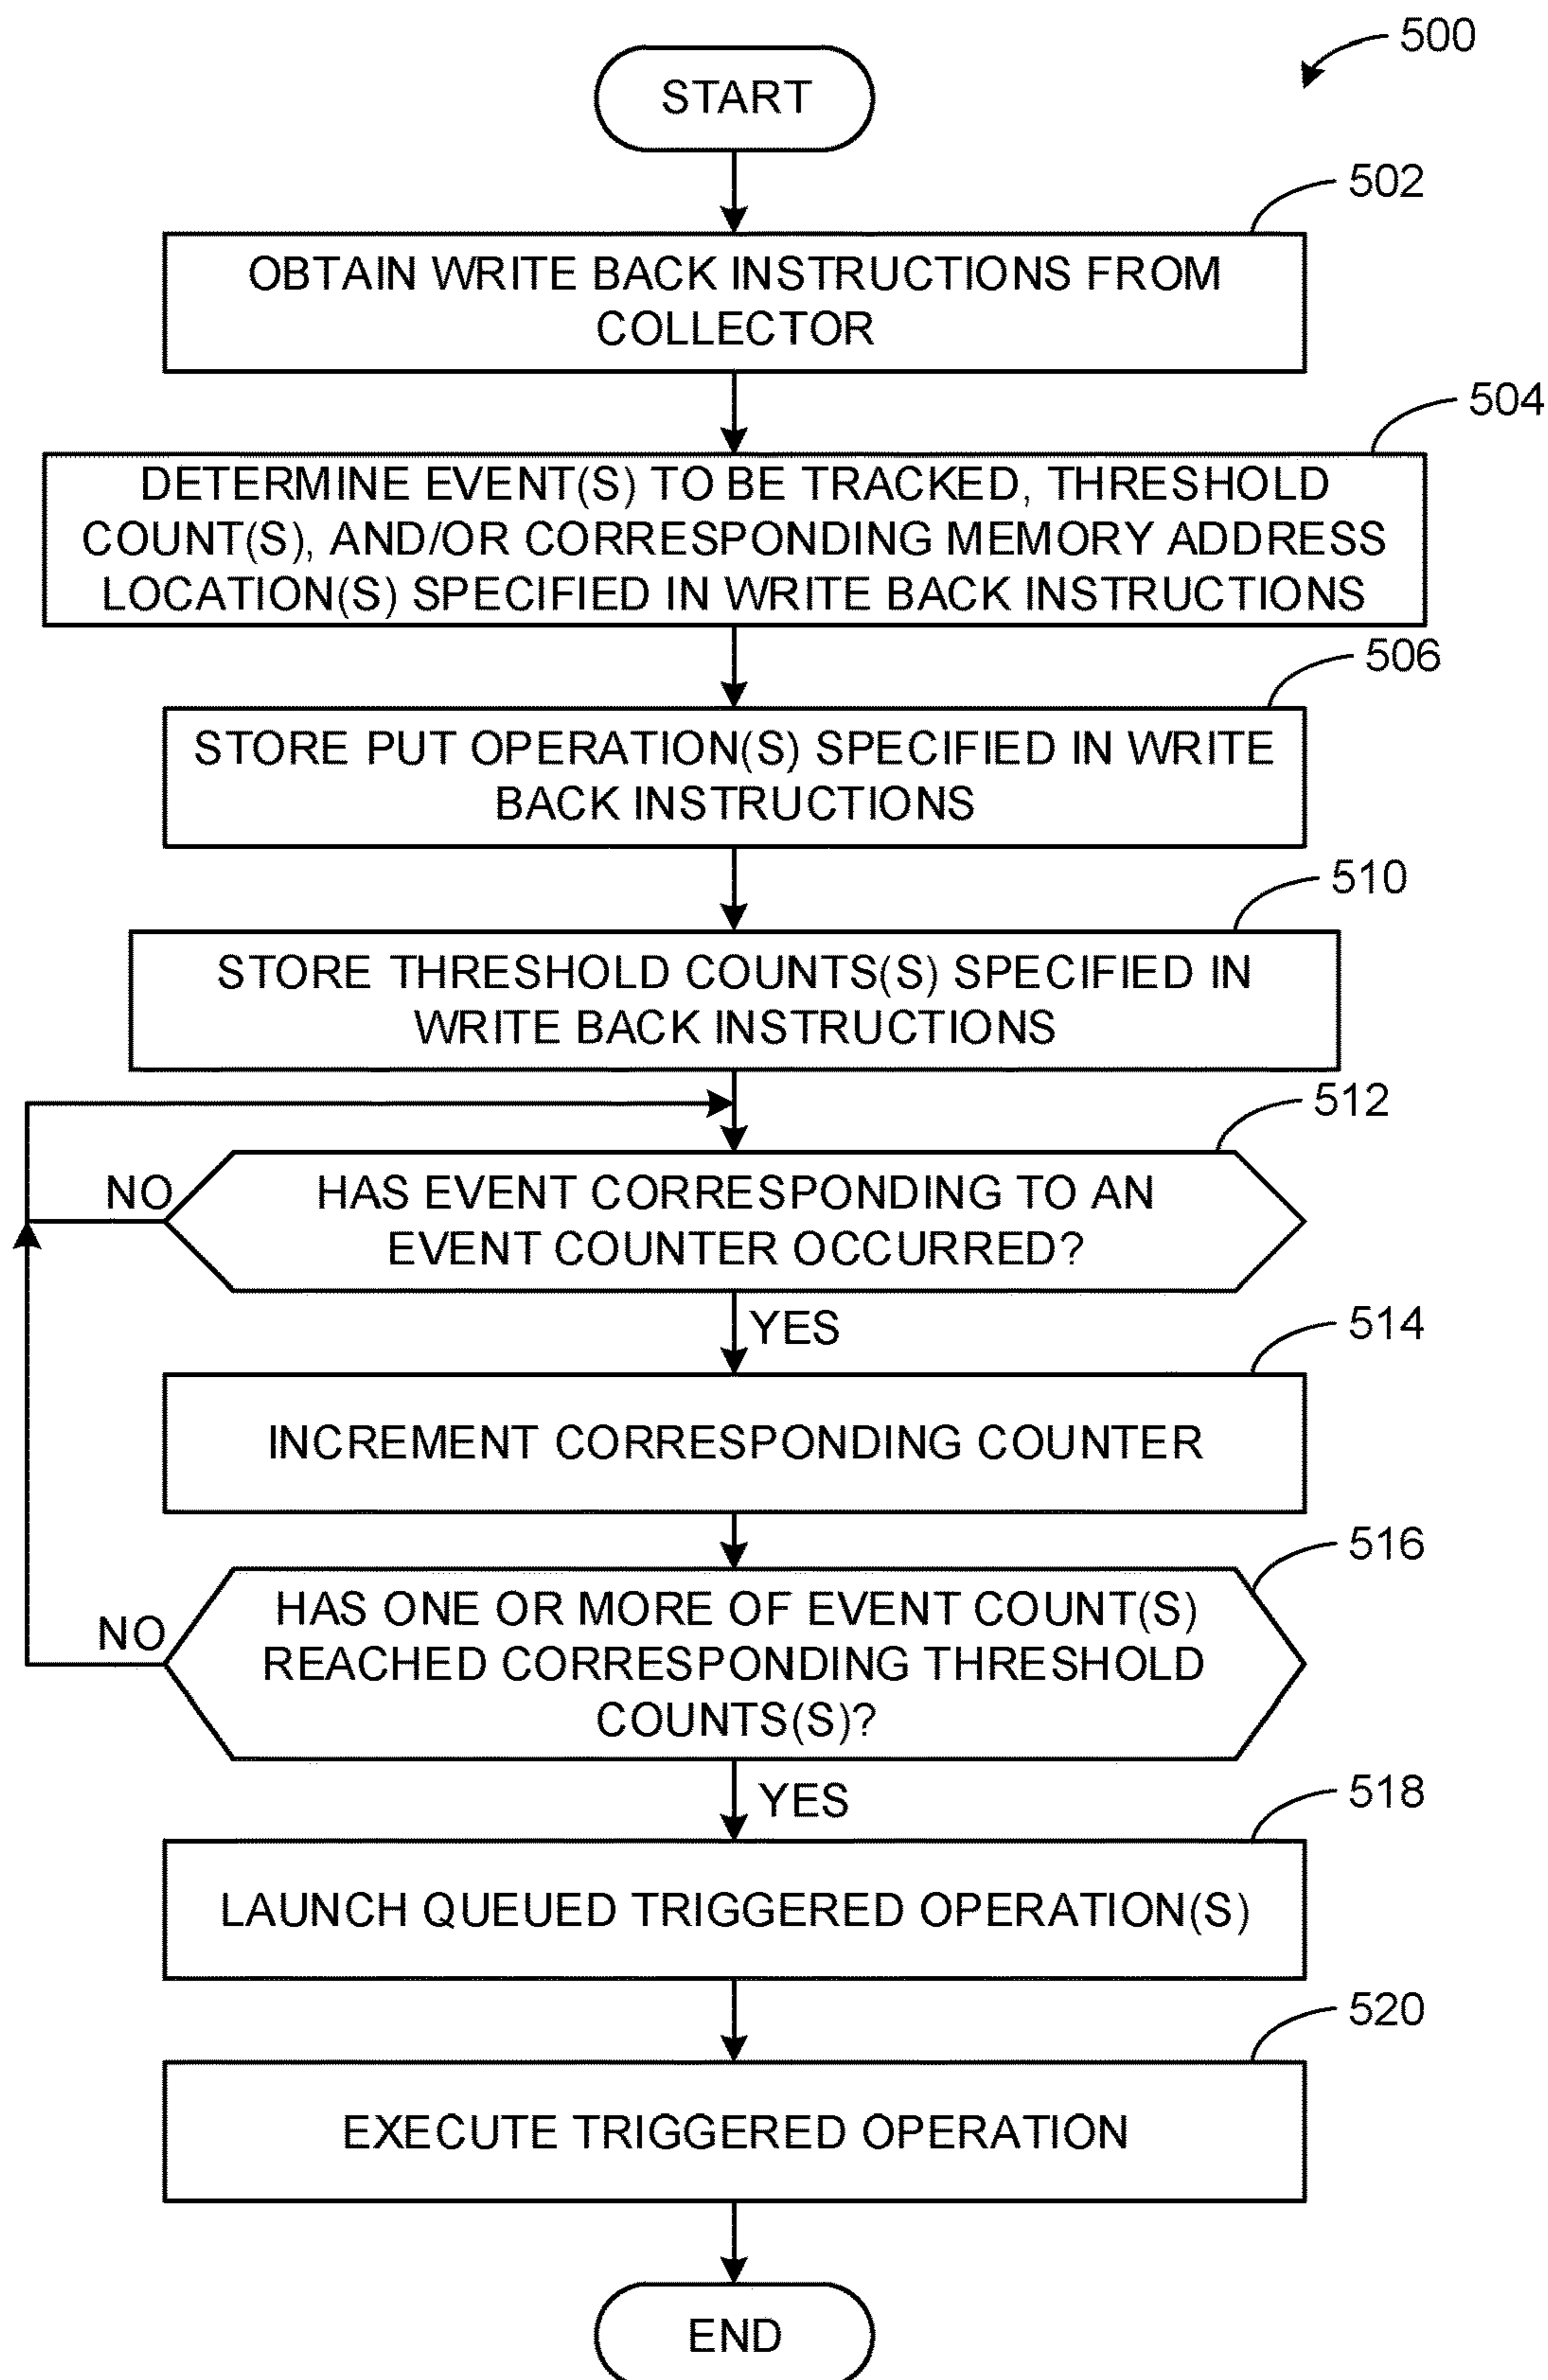 500
START
502
OBTAIN WRITE BACK INSTRUCTIONS FROM
COLLECTOR
504
DETERMINE EVENT(S) TO BE TRACKED, THRESHOLD
COUNT(S), AND/OR CORRESPONDING MEMORY ADDRESS
LOCATION(S) SPECIFIED IN WRITE BACK INSTRUCTIONS
506
STORE PUT OPERATION(S) SPECIFIED IN WRITE
BACK INSTRUCTIONS
510
STORE THRESHOLD COUNTS(S) SPECIFIED IN
WRITE BACK INSTRUCTIONS
512
NO
HAS EVENT CORRESPONDING TO AN
EVENT COUNTER OCCURRED?
YES
514
INCREMENT CORRESPONDING COUNTER
516
NO
HAS ONE OR MORE OF EVENT COUNT(S)
REACHED CORRESPONDING THRESHOLD
COUNTS(S)?
YES
518
LAUNCH QUEUED TRIGGERED OPERATION(S)
520
EXECUTE TRIGGERED OPERATION
END